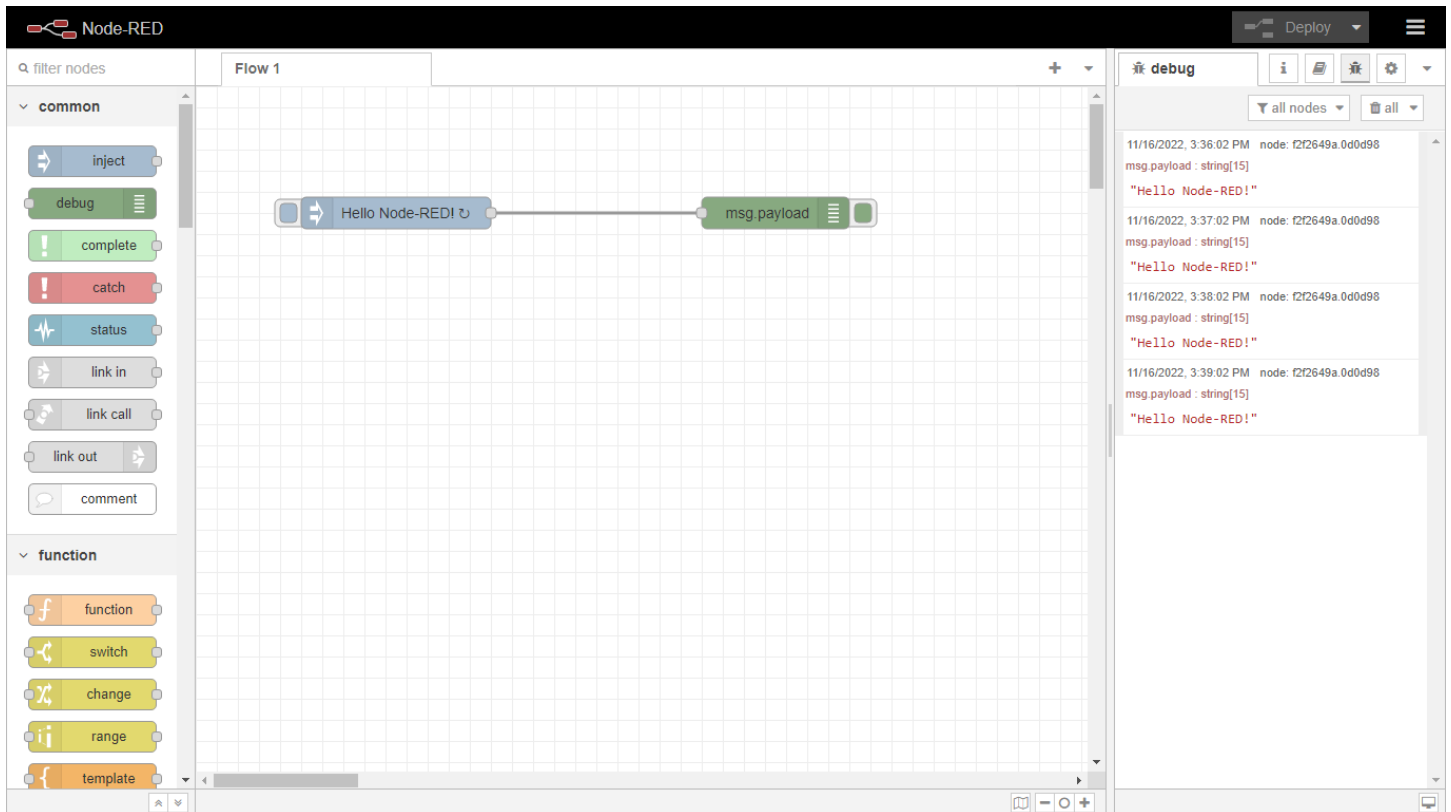 Node-RED
Deploy
filter nodes
Flow 1
debug
i
common
all nodes
all
inject
debug
complete
catch
status
link in
link call
link out
comment
function
function
switch
change
range
template
Hello Node-RED! ↻
msg.payload
11/16/2022, 3:36:02 PM node: f2f2649a.0d0d98
msg.payload : string[15]
"Hello Node-RED!"
11/16/2022, 3:37:02 PM node: f2f2649a.0d0d98
msg.payload : string[15]
"Hello Node-RED!"
11/16/2022, 3:38:02 PM node: f2f2649a.0d0d98
msg.payload : string[15]
"Hello Node-RED!"
11/16/2022, 3:39:02 PM node: f2f2649a.0d0d98
msg.payload : string[15]
"Hello Node-RED!"